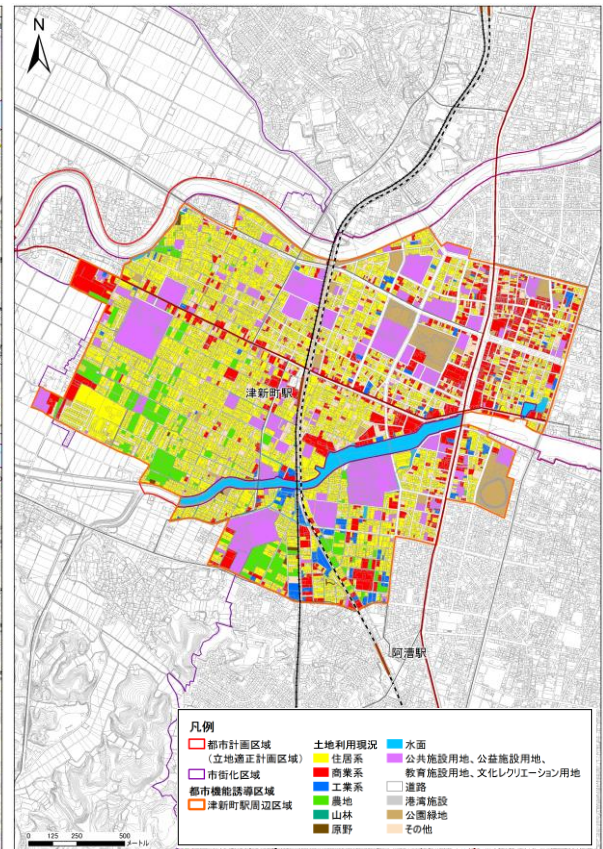 N
津新町駅
阿漕駅
凡例
都市計画区域
(立地適正計画区域)
市街化区域
都市機能誘導区域
津新町駅周辺区域
土地利用現況
住居系
商業系
工業系
農地
山林
原野
水面
公共施設用地、公益施設用地、
教育施設用地、文化レクリエーション用地
道路
港湾施設
公園緑地
その他
0 125 250 500
メートル